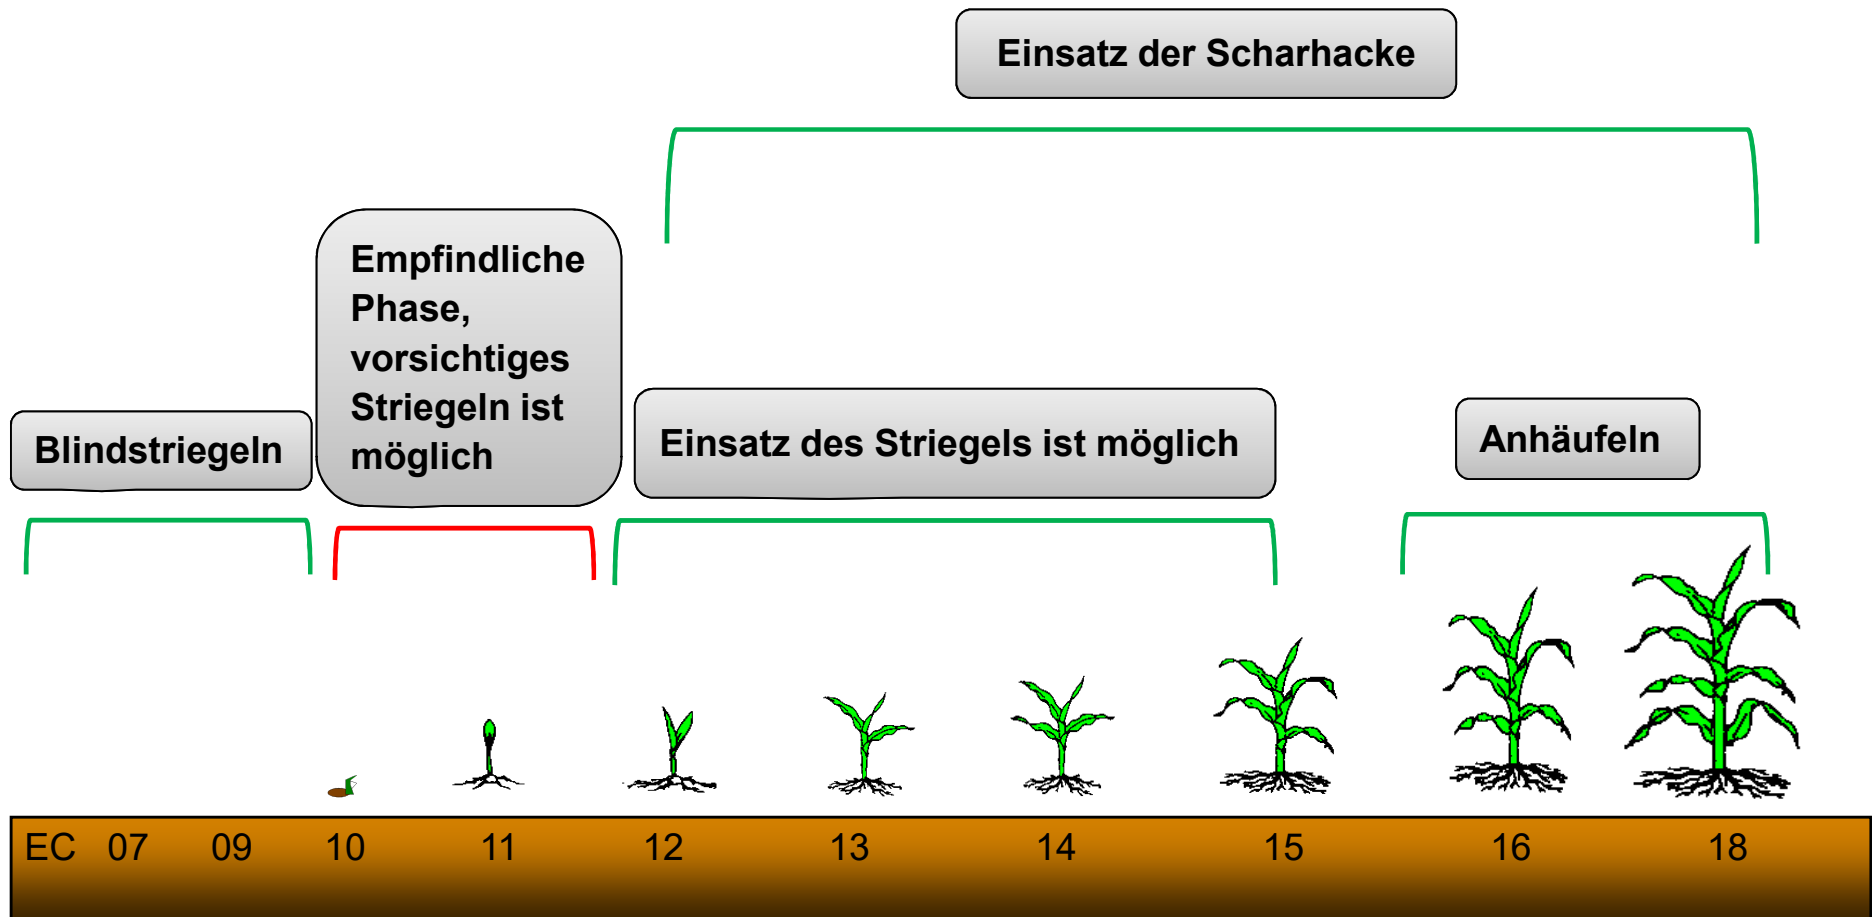 Einsatz der Scharhacke
Empfindliche
Phase,
vorsichtiges
Striegeln ist
möglich
Blindstriegeln
Einsatz des Striegels ist möglich
Anhäufeln
EC 07 09 10 11 12 13 14 15 16 18